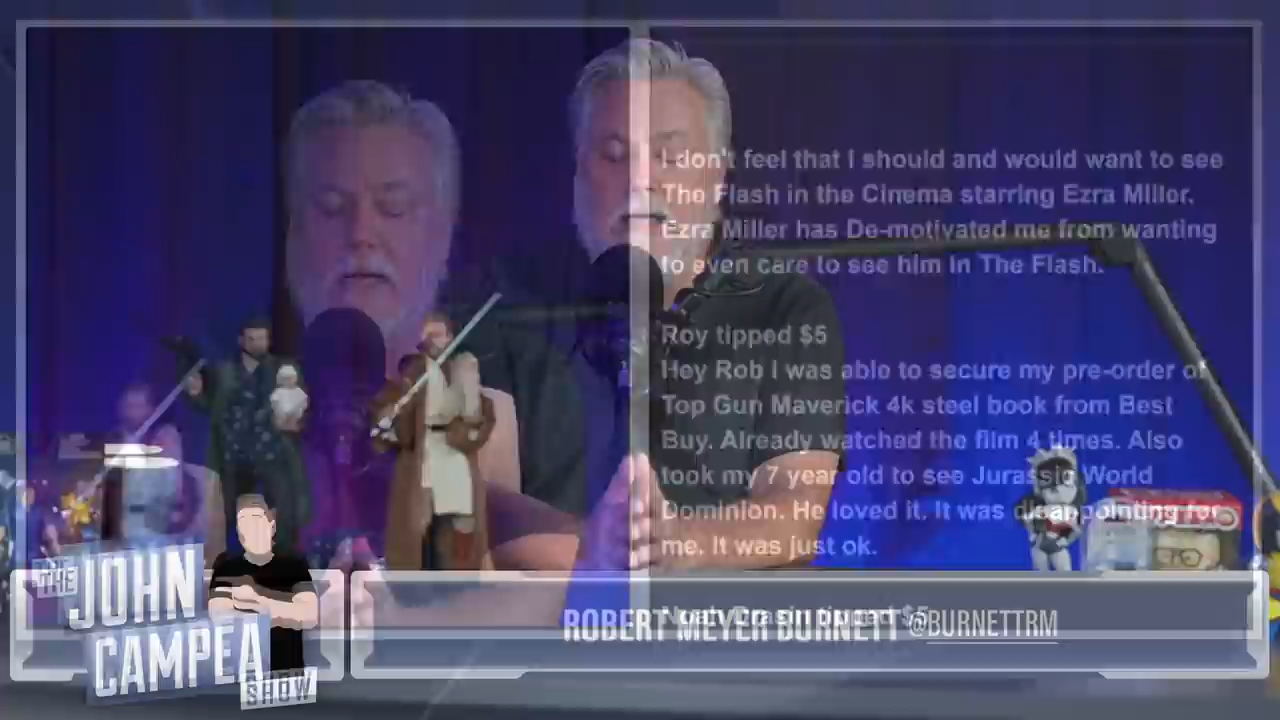 I don't feel that I should and would want to see
The Flash in the Cinema starring Ezra Miller.
Ezra Miller has De-motivated me from wanting
to even care to see him in The Flash.
Roy tipped $5
Hey Rob I was able to secure my pre-order of
Top Gun Maverick 4k steel book from Best
Buy. Already watched the film 4 times. Also
took my 7 year old to see Jurassic World
Dominion. He loved it. It was disappointing for
me. It was just ok.
Noah tipped $5
ROBERT MEYER BURNETT @BURNETTRM
THE
JOHN
CAMPEA
SHOW